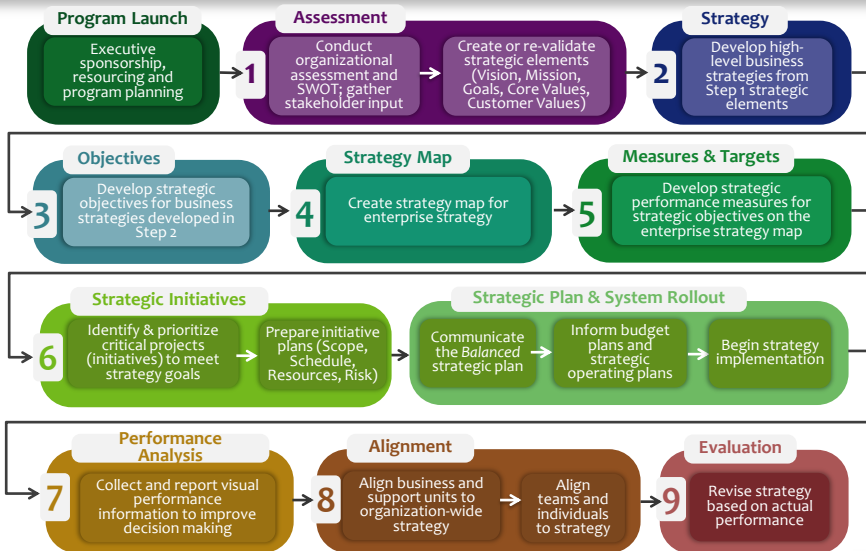 Program Launch
Executive
sponsorship,
resourcing and
program planning
Assessment
1
Conduct
organizational
assessment and
SWOT; gather
stakeholder input
Create or re-validate
strategic elements
(Vision, Mission,
Goals, Core Values,
Customer Values)
Strategy
2
Develop high-
level business
strategies from
Step 1 strategic
elements
Objectives
3
Develop strategic
objectives for business
strategies developed in
Step 2
Strategy Map
4
Create strategy map for
enterprise strategy
Measures & Targets
5
Develop strategic
performance measures for
strategic objectives on the
enterprise strategy map
Strategic Initiatives
6
Identify & prioritize
critical projects
(initiatives) to meet
strategy goals
Prepare initiative
plans (Scope,
Schedule,
Resources, Risk)
Strategic Plan & System Rollout
Communicate
the Balanced
strategic plan
Inform budget
plans and
strategic
operating plans
Begin strategy
implementation
Performance
Analysis
7
Collect and report visual
performance
information to improve
decision making
Alignment
8
Align business and
support units to
organization-wide
strategy
Align
teams and
individuals
to strategy
Evaluation
9
Revise strategy
based on actual
performance